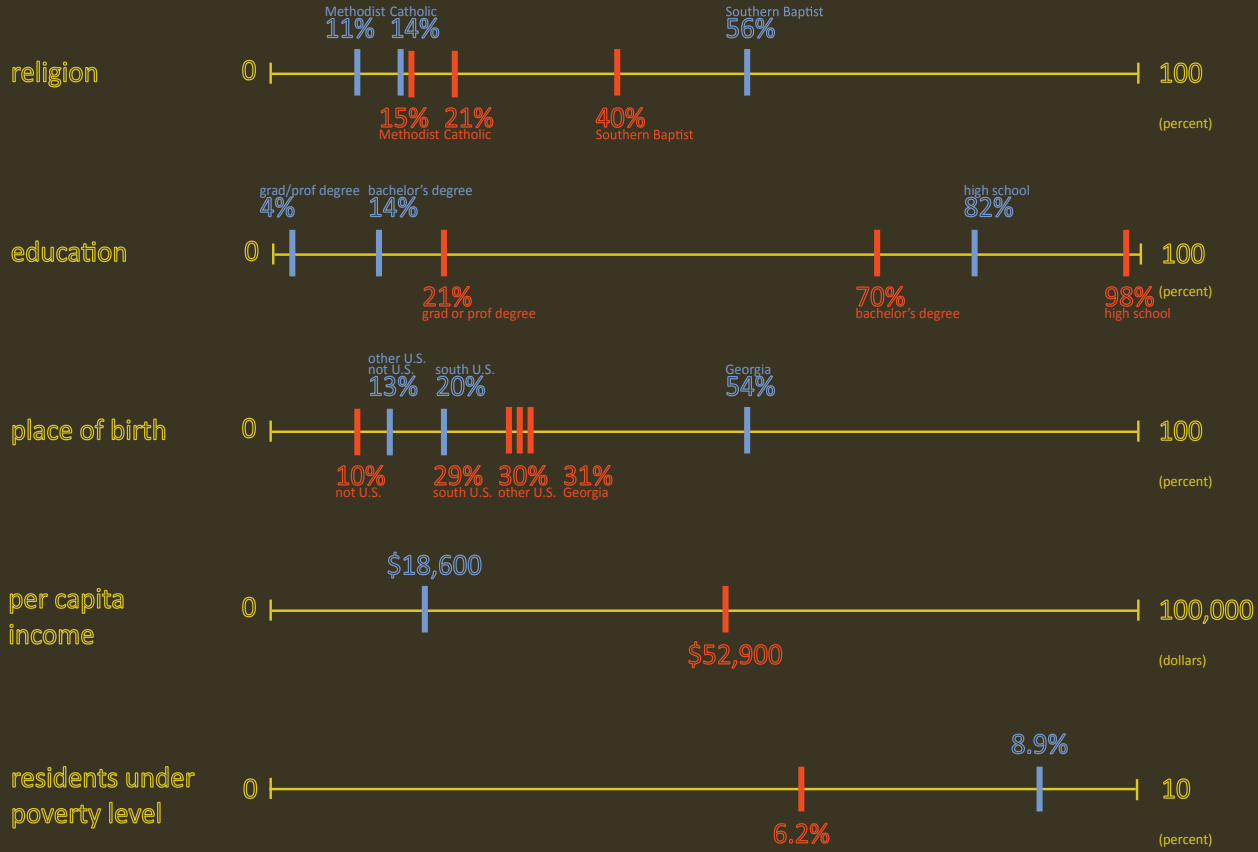 Methodist Catholic Southern Baptist
11% 14% 56%
religion 0 100
15% 21% 40% (percent)
Methodist Catholic Southern Baptist
grad/prof degree bachelor's degree high school
4% 14% 82%
education 0 100
21% 70% 98% (percent)
grad or prof degree bachelor's degree high school
other U.S.
not U.S. south U.S. Georgia
13% 20% 54%
place of birth 0 100
10% 29% 30% 31% (percent)
not U.S. south U.S. other U.S. Georgia
$18,600
per capita
income
0 100,000
$52,900 (dollars)
8.9%
residents under
poverty level
0 10
6.2% (percent)